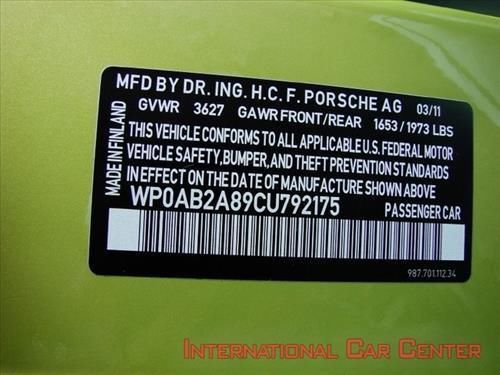 MFD BY DR. ING. H.C. F. PORSCHE AG 03/11
GVWR 3627 GAWR FRONT/REAR 1653 / 1973 LBS
MADE IN FINLAND
THIS VEHICLE CONFORMS TO ALL APPLICABLE U.S. FEDERAL MOTOR
VEHICLE SAFETY, BUMPER, AND THEFT PREVENTION STANDARDS
IN EFFECT ON THE DATE OF MANUFACTURE SHOWN ABOVE.
WP0AB2A89CU792175
PASSENGER CAR
987.701.112.34
INTERNATIONAL CAR CENTER